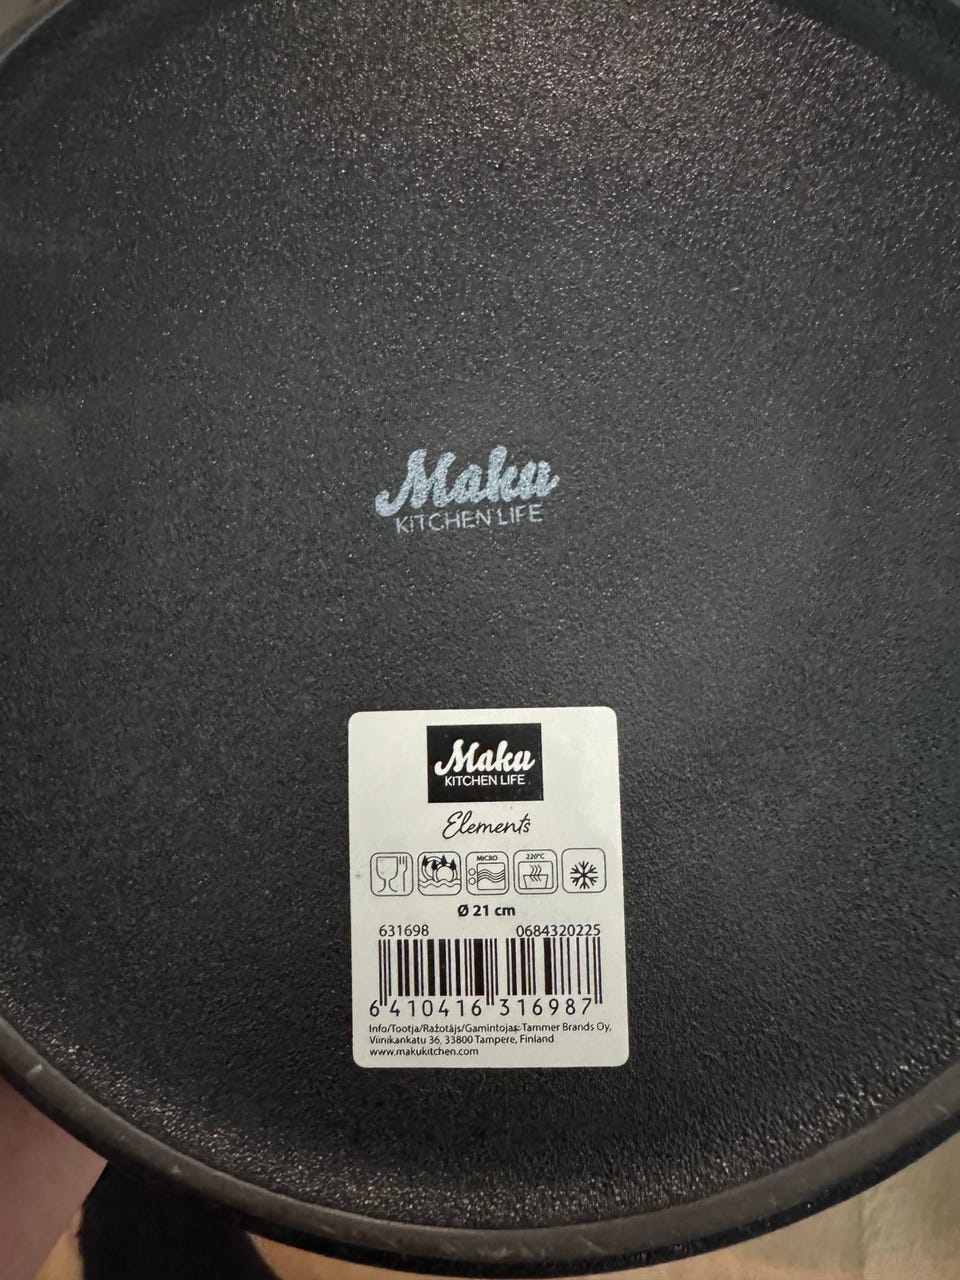 Maku
KITCHEN LIFE
Maku
KITCHEN LIFE
Elements
MICRO
220°C
Ø 21 cm
631698 0684320225
6 410416 316987
Info/Tootja/Ražotājs/Gamintojas: Tammer Brands Oy,
Viinikankatu 36, 33800 Tampere, Finland
www.makukitchen.com